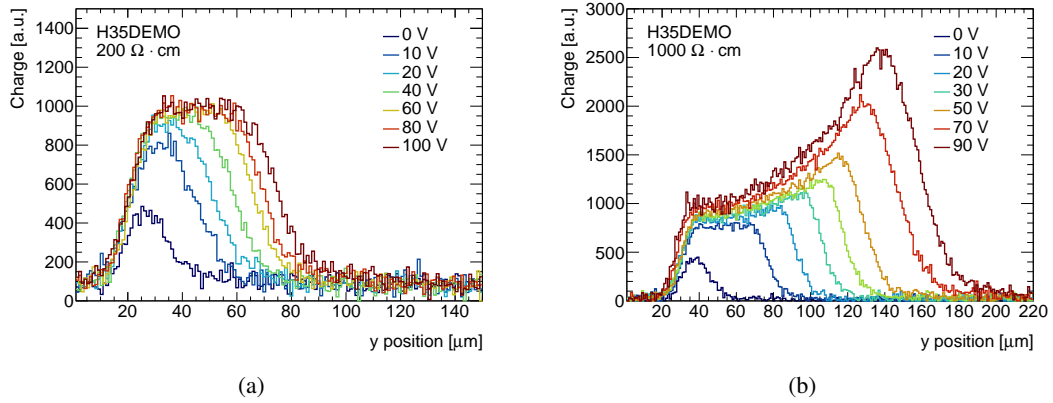 H35DEMO
200 Ω · cm
0 V
10 V
20 V
40 V
60 V
80 V
100 V
Charge [a.u.]
1400
1200
1000
800
600
400
200
0
0 20 40 60 80 100 120 140
y position [μm]
(a)
H35DEMO
1000 Ω · cm
0 V
10 V
20 V
30 V
50 V
70 V
90 V
Charge [a.u.]
3000
2500
2000
1500
1000
500
0
0 20 40 60 80 100 120 140 160 180 200 220
y position [μm]
(b)